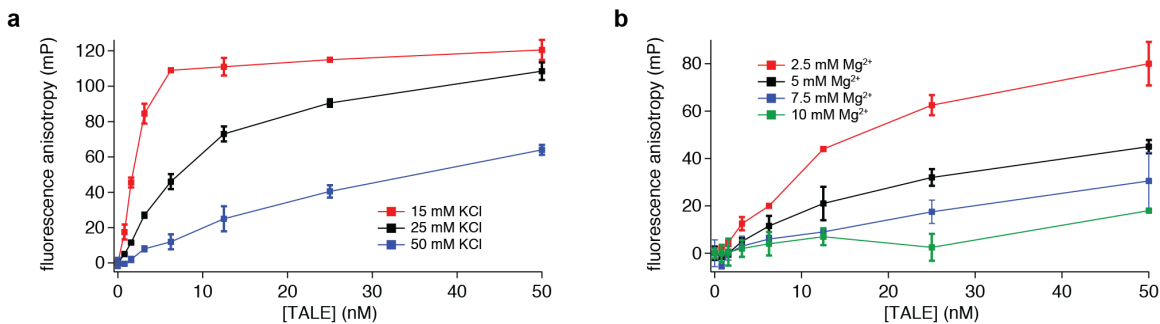 a
fluorescence anisotropy (mP)
120
100
80
60
40
20
0
15 mM KCl
25 mM KCl
50 mM KCl
0
10
20
30
40
50
[TALE] (nM)
b
fluorescence anisotropy (mP)
80
60
40
20
0
2.5 mM Mg²⁺
5 mM Mg²⁺
7.5 mM Mg²⁺
10 mM Mg²⁺
0
10
20
30
40
50
[TALE] (nM)